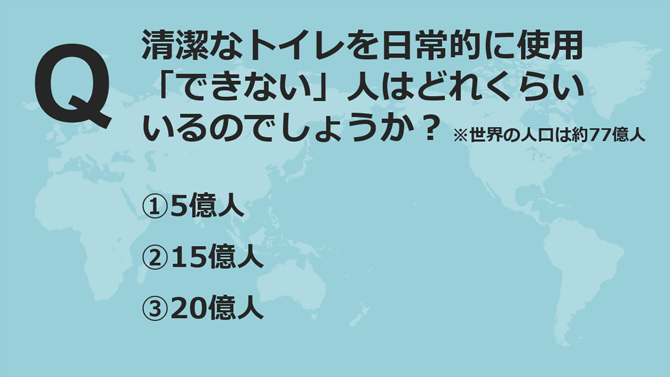 Q
清潔なトイレを日常的に使用
「できない」人はどれくらい
いるのでしょうか？ ※世界の人口は約77億人
①5億人
②15億人
③20億人